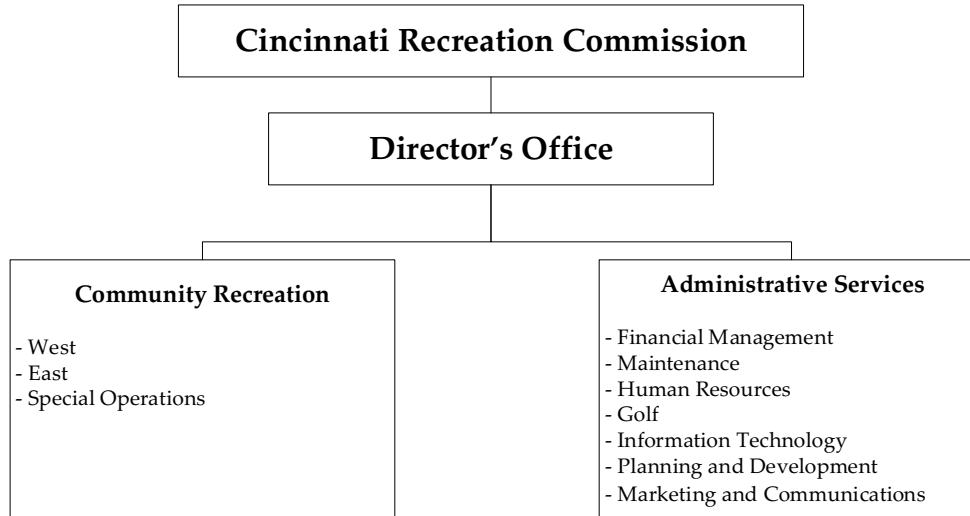 Cincinnati Recreation Commission
Director’s Office
Community Recreation
- West
- East
- Special Operations
Administrative Services
- Financial Management
- Maintenance
- Human Resources
- Golf
- Information Technology
- Planning and Development
- Marketing and Communications